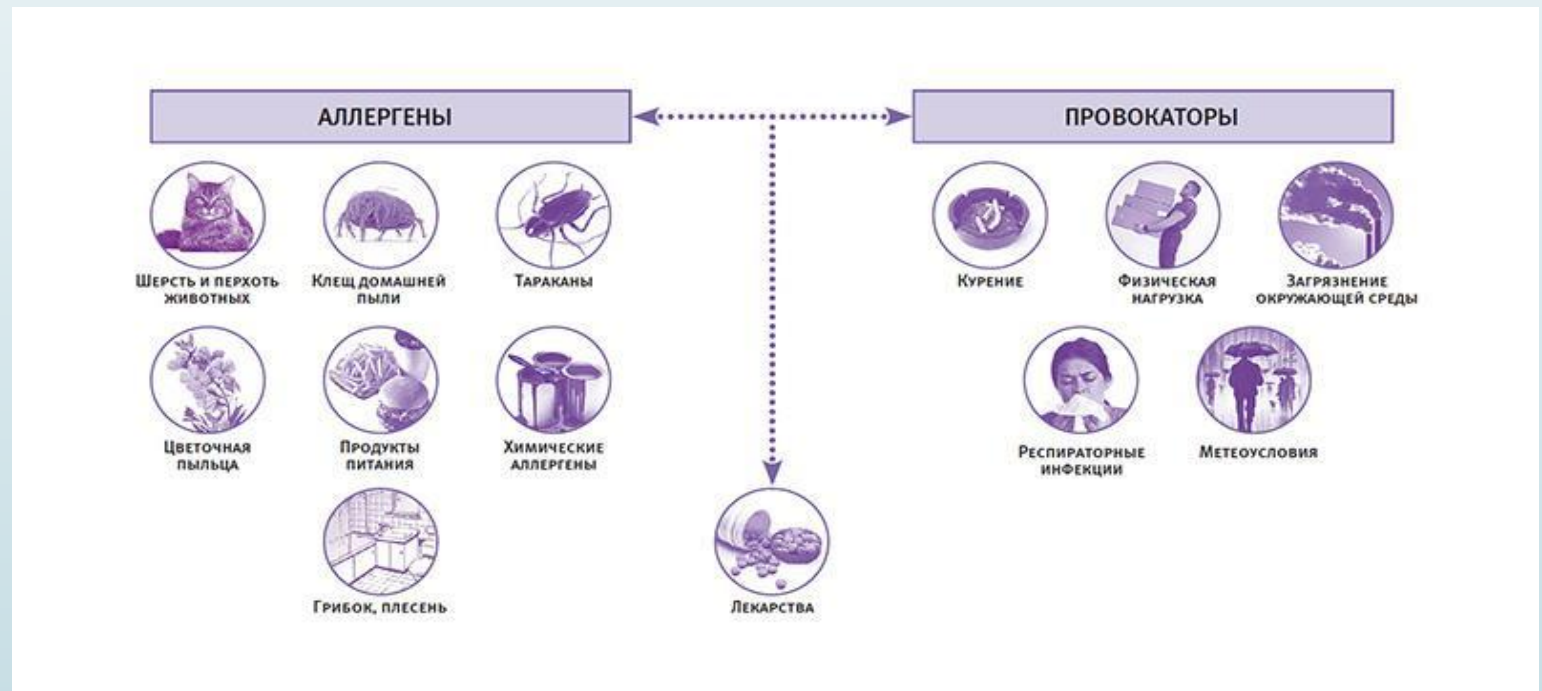 АЛЛЕРГЕНЫ
ПРОВОКАТОРЫ
Шерсть и перхоть
животных
Клещ домашней
пыли
Тараканы
Курение
Физическая
нагрузка
Загрязнение
окружающей среды
Цветочная
пыльца
Продукты
питания
Химические
аллергены
Респираторные
инфекции
Метеоусловия
Грибок, плесень
Лекарства